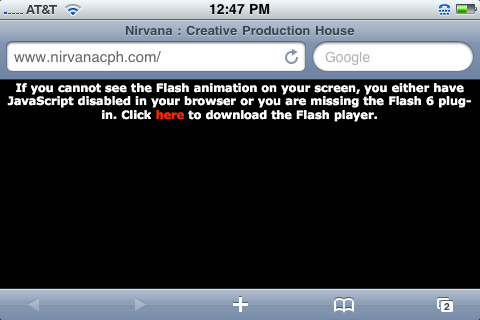 AT&T 12:47 PM
Nirvana : Creative Production House
www.nirvanacph.com/ Google
If you cannot see the Flash animation on your screen, you either have
JavaScript disabled in your browser or you are missing the Flash 6 plug-
in. Click here to download the Flash player.
2